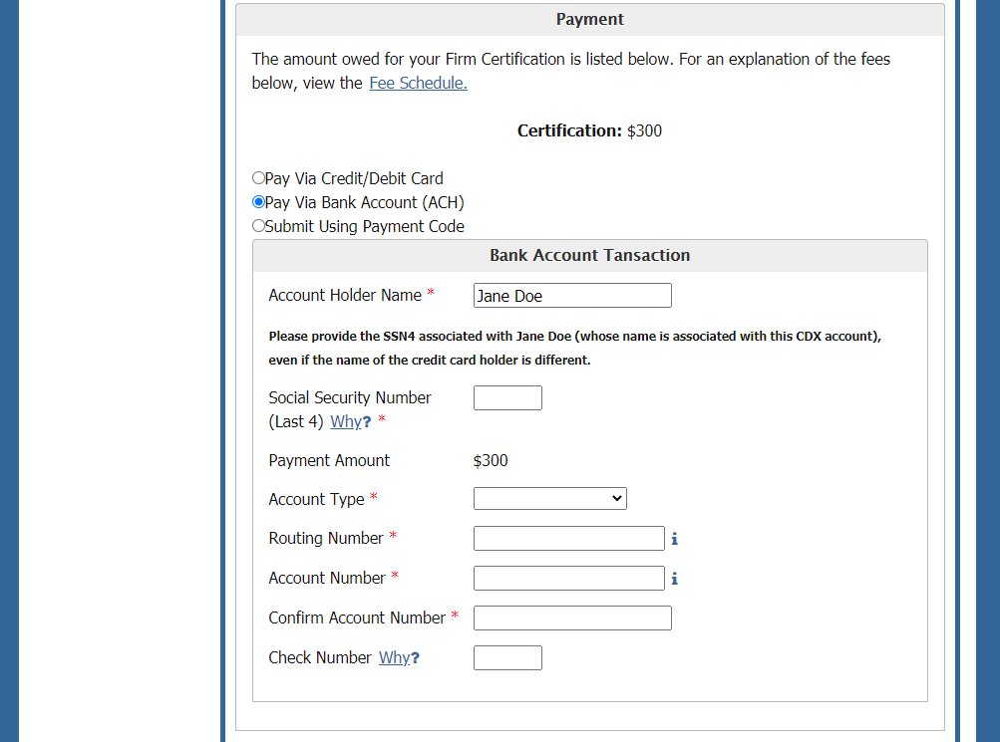 Payment
The amount owed for your Firm Certification is listed below. For an explanation of the fees
below, view the Fee Schedule.
Certification: $300
Pay Via Credit/Debit Card
Pay Via Bank Account (ACH)
Submit Using Payment Code
Bank Account Tansaction
Account Holder Name * Jane Doe
Please provide the SSN4 associated with Jane Doe (whose name is associated with this CDX account),
even if the name of the credit card holder is different.
Social Security Number
(Last 4) Why? *
Payment Amount $300
Account Type *
Routing Number * i
Account Number * i
Confirm Account Number *
Check Number Why?